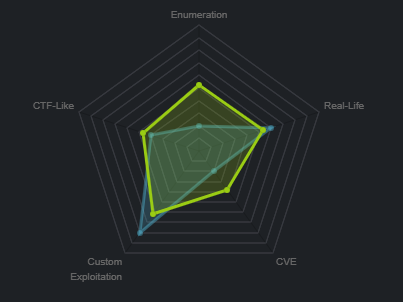 Enumeration
CTF-Like
Real-Life
Custom
Exploitation
CVE